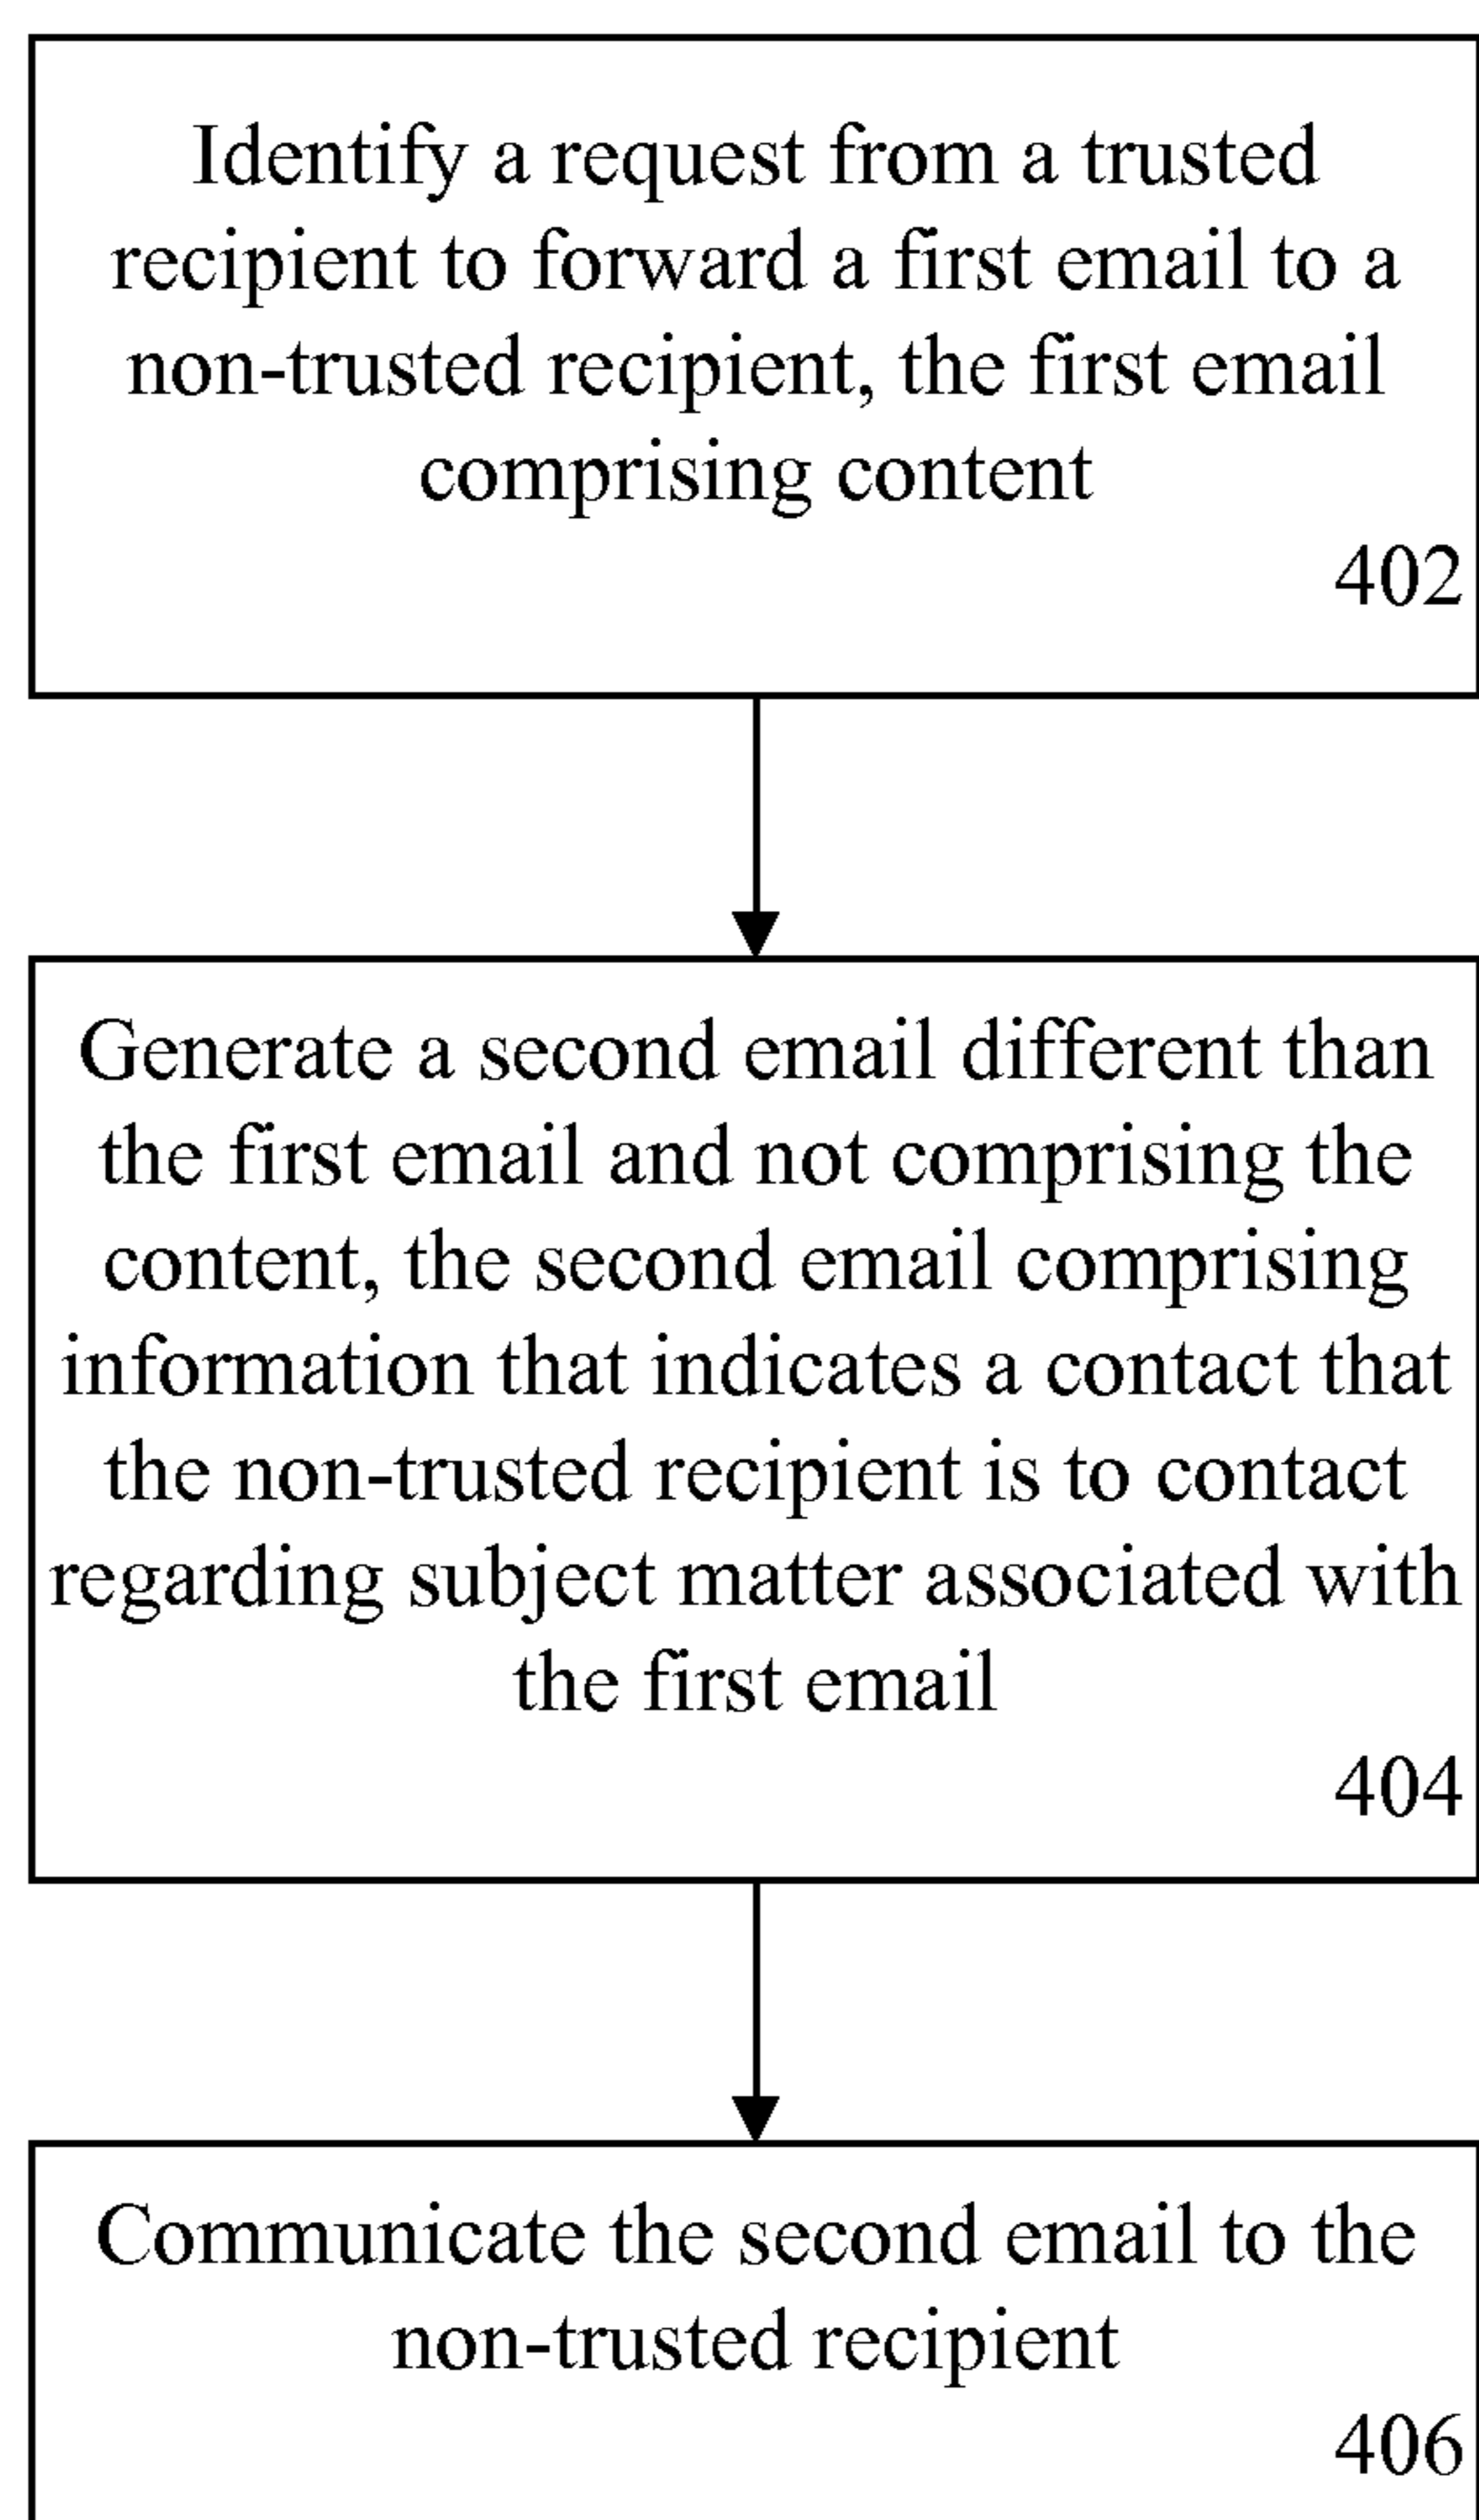 Identify a request from a trusted
recipient to forward a first email to a
non-trusted recipient, the first email
comprising content
402
Generate a second email different than
the first email and not comprising the
content, the second email comprising
information that indicates a contact that
the non-trusted recipient is to contact
regarding subject matter associated with
the first email
404
Communicate the second email to the
non-trusted recipient
406